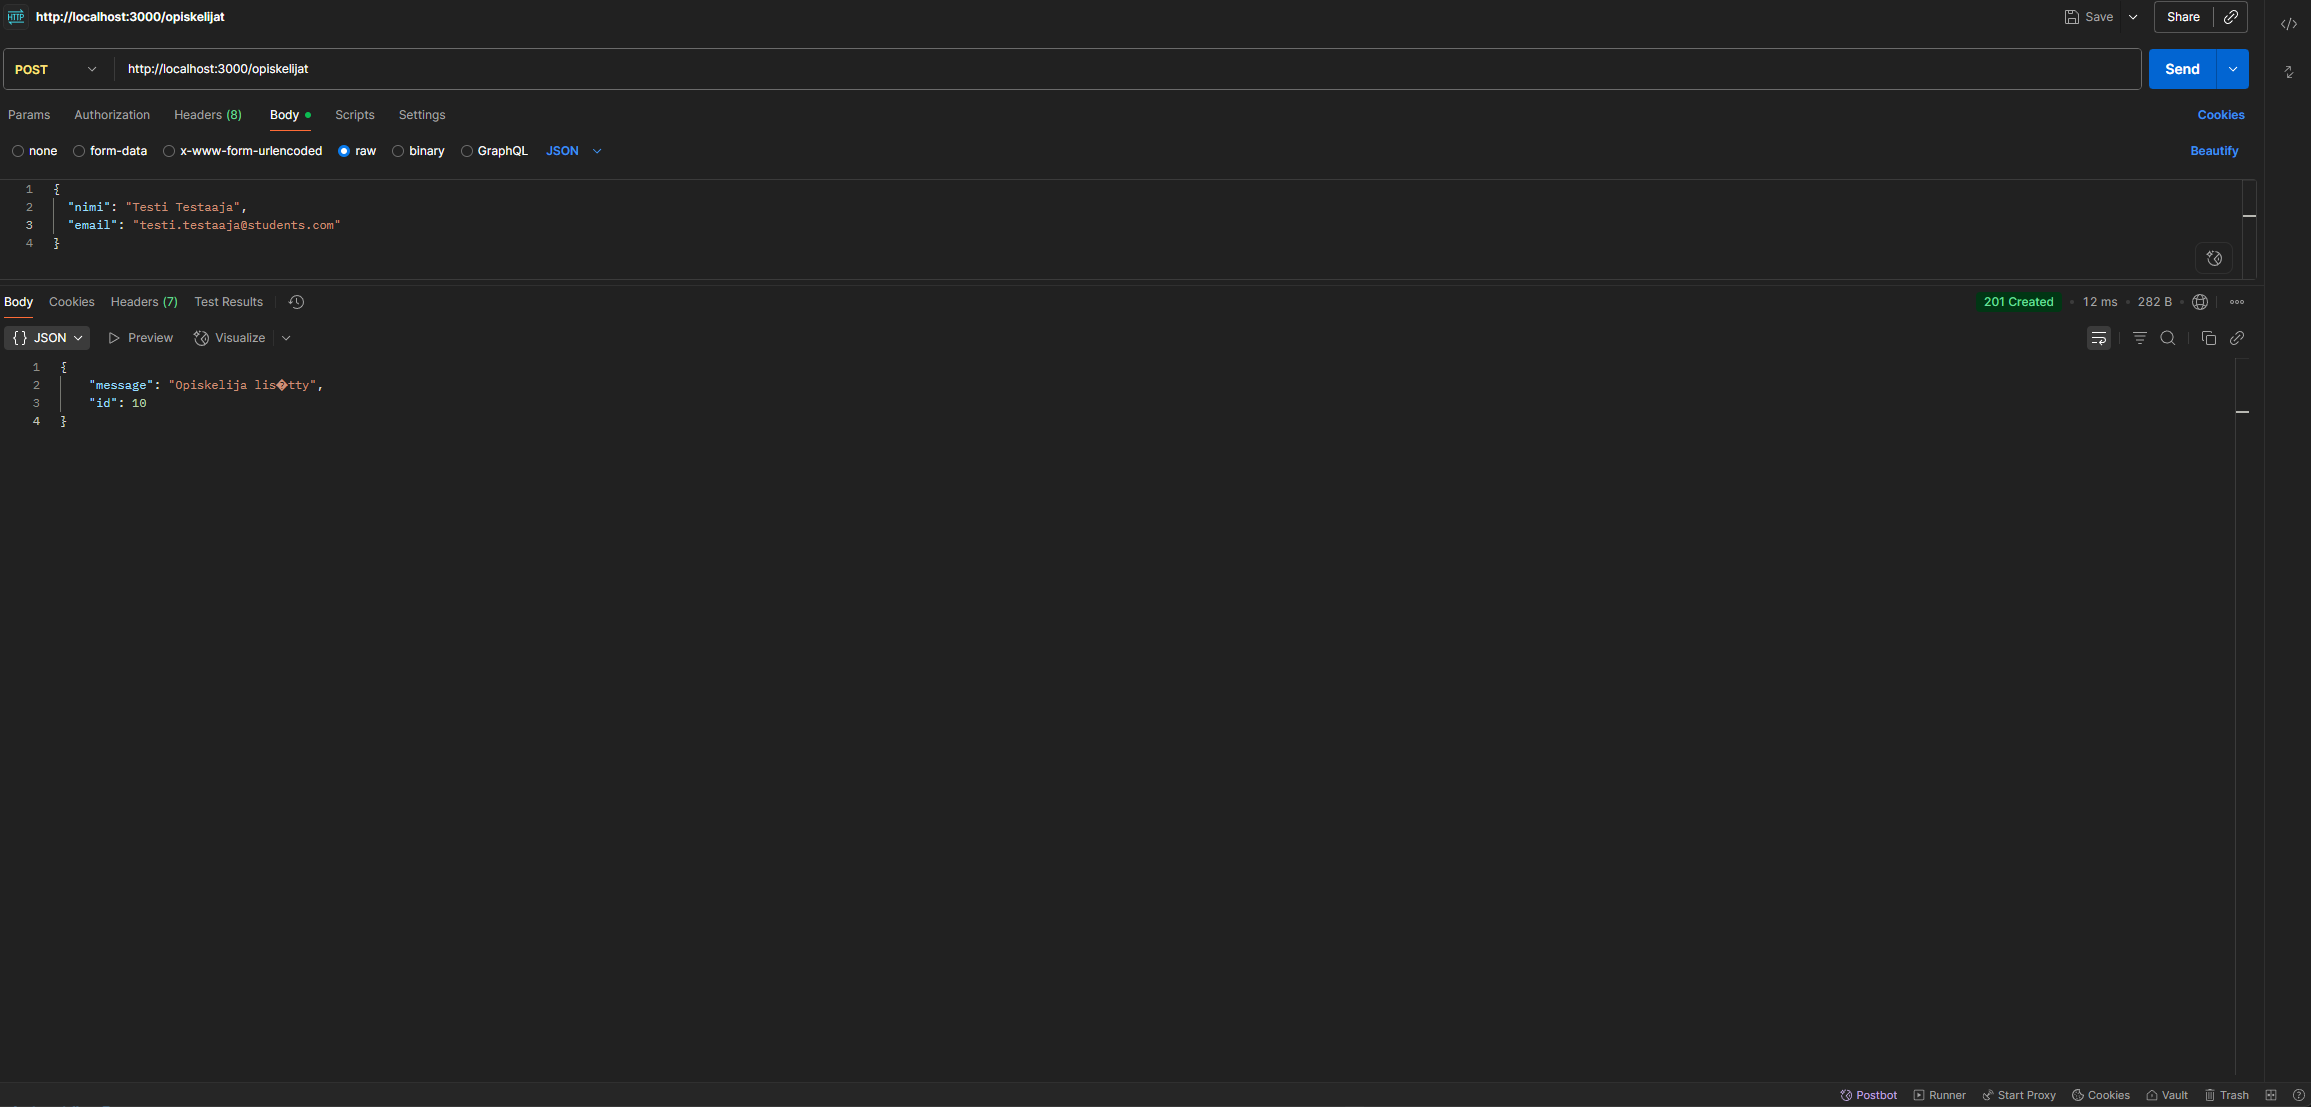 HTTP http://localhost:3000/opiskelijat Save Share
POST http://localhost:3000/opiskelijat Send
Params Authorization Headers (8) Body Scripts Settings Cookies
none form-data x-www-form-urlencoded raw binary GraphQL JSON Beautify
1 {
2 "nimi": "Testi Testaaja",
3 "email": "testi.testaaja@students.com"
4 }
Body Cookies Headers (7) Test Results 201 Created 12 ms 282 B
{} JSON Preview Visualize
1 {
2 "message": "Opiskelija lis�tty",
3 "id": 10
4 }
Postbot Runner Start Proxy Cookies Vault Trash